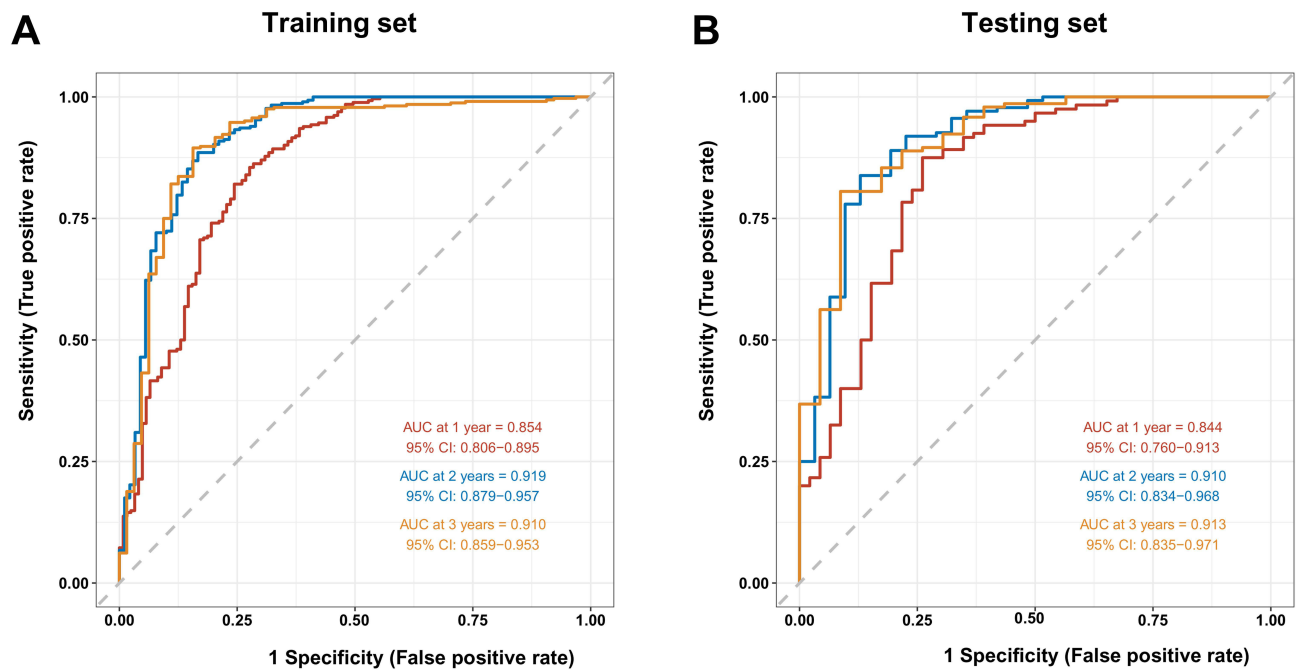 A
Training set
Sensitivity (True positive rate)
1.00
0.75
0.50
0.25
0.00
AUC at 1 year = 0.854
95% CI: 0.806−0.895
AUC at 2 years = 0.919
95% CI: 0.879−0.957
AUC at 3 years = 0.910
95% CI: 0.859−0.953
0.00 0.25 0.50 0.75 1.00
1 Specificity (False positive rate)
B
Testing set
Sensitivity (True positive rate)
1.00
0.75
0.50
0.25
0.00
AUC at 1 year = 0.844
95% CI: 0.760−0.913
AUC at 2 years = 0.910
95% CI: 0.834−0.968
AUC at 3 years = 0.913
95% CI: 0.835−0.971
0.00 0.25 0.50 0.75 1.00
1 Specificity (False positive rate)